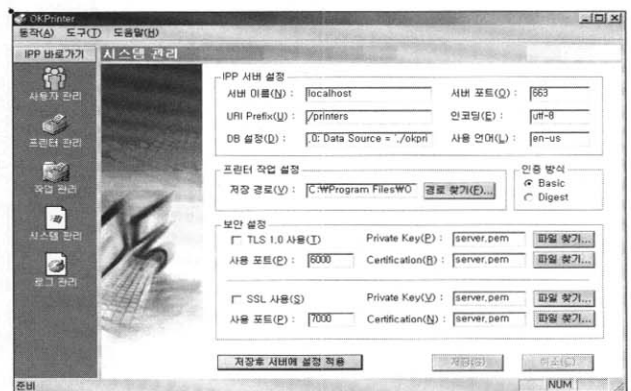 OKPrinter
동작(A) 도구(T) 도움말(H)
IPP 바로가기
시스템 관리
사용자 관리
프린터 관리
작업 관리
시스템 관리
로그 관리
IPP 서버 설정
서버 이름(N) : localhost 서버 포트(O) : 663
URI Prefix(U) : /printers 인코딩(E) : utf-8
DB 설정(D) : .0; Data Source = './okpri 사용 언어(L) : en-us
프린터 작업 설정
저장 경로(V) : C:₩Program Files₩O 경로 찾기(F)...
인증 방식
Basic
Digest
보안 설정
TLS 1.0 사용(T) Private Key(P) : server.pem 파일 찾기...
사용 포트(P) : 6000 Certification(R) : server.pem 파일 찾기...
SSL 사용(S) Private Key(V) : server.pem 파일 찾기...
사용 포트(P) : 7000 Certification(N) : server.pem 파일 찾기...
저장후 서버에 설정 적용 저장(S) 취소(C)
준비 NUM